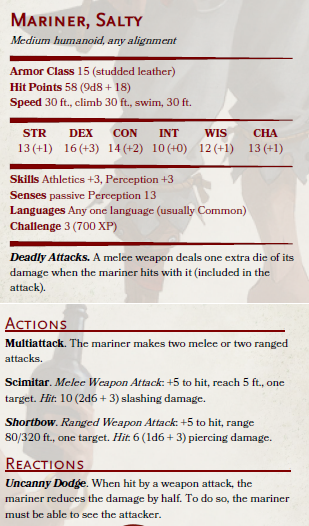 Mariner, Salty
Medium humanoid, any alignment
Armor Class 15 (studded leather)
Hit Points 58 (9d8 + 18)
Speed 30 ft., climb 30 ft., swim, 30 ft.
STR DEX CON INT WIS CHA
13 (+1) 16 (+3) 14 (+2) 10 (+0) 12 (+1) 13 (+1)
Skills Athletics +3, Perception +3
Senses passive Perception 13
Languages Any one language (usually Common)
Challenge 3 (700 XP)
Deadly Attacks. A melee weapon deals one extra die of its
damage when the mariner hits with it (included in the
attack).
Actions
Multiattack. The mariner makes two melee or two ranged
attacks.
Scimitar. Melee Weapon Attack: +5 to hit, reach 5 ft., one
target. Hit: 10 (2d6 + 3) slashing damage.
Shortbow. Ranged Weapon Attack: +5 to hit, range
80/320 ft., one target. Hit: 6 (1d6 + 3) piercing damage.
Reactions
Uncanny Dodge. When hit by a weapon attack, the
mariner reduces the damage by half. To do so, the mariner
must be able to see the attacker.